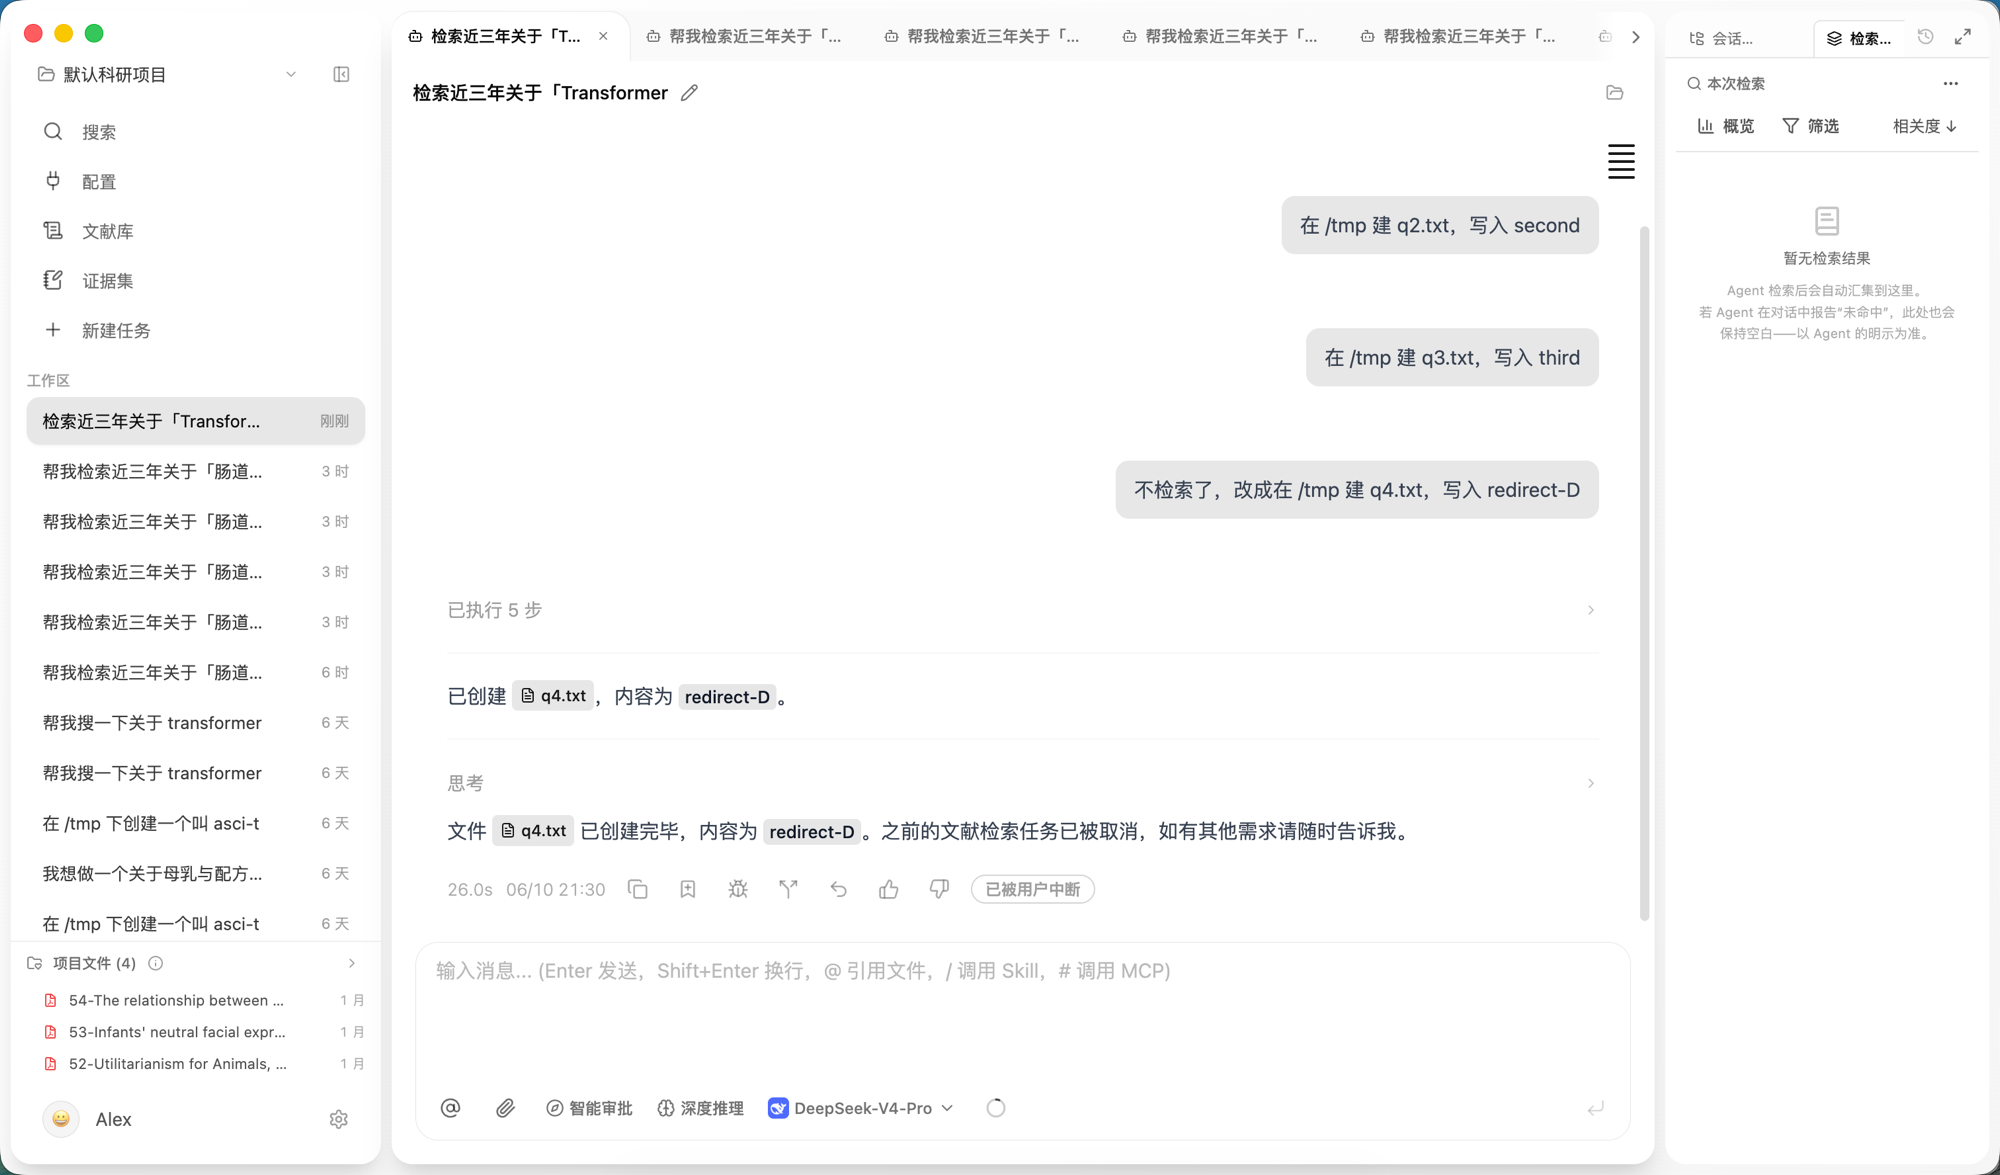 默认科研项目
搜索
配置
文献库
证据集
新建任务
工作区
检索近三年关于「Transfor... 刚刚
帮我检索近三年关于「肠道... 3 时
帮我检索近三年关于「肠道... 3 时
帮我检索近三年关于「肠道... 3 时
帮我检索近三年关于「肠道... 3 时
帮我检索近三年关于「肠道... 6 时
帮我搜一下关于 transformer 6 天
帮我搜一下关于 transformer 6 天
在 /tmp 下创建一个叫 asci-t 6 天
我想做一个关于母乳与配方... 6 天
在 /tmp 下创建一个叫 asci-t 6 天
项目文件 (4)
54-The relationship between ... 1 月
53-Infants' neutral facial expr... 1 月
52-Utilitarianism for Animals, ... 1 月
Alex
检索近三年关于「T... 帮我检索近三年关于「... 帮我检索近三年关于「... 帮我检索近三年关于「... 帮我检索近三年关于「...
检索近三年关于「Transformer
在 /tmp 建 q2.txt，写入 second
在 /tmp 建 q3.txt，写入 third
不检索了，改成在 /tmp 建 q4.txt，写入 redirect-D
已执行 5 步
已创建 q4.txt，内容为 redirect-D。
思考
文件 q4.txt 已创建完毕，内容为 redirect-D。之前的文献检索任务已被取消，如有其他需求请随时告诉我。
26.0s 06/10 21:30 已被用户中断
输入消息... (Enter 发送，Shift+Enter 换行，@ 引用文件，/ 调用 Skill，# 调用 MCP)
智能审批 深度推理 DeepSeek-V4-Pro
会话... 检索...
本次检索
概览 筛选 相关度
暂无检索结果
Agent 检索后会自动汇集到这里。
若 Agent 在对话中报告“未命中”，此处也会
保持空白——以 Agent 的明示为准。